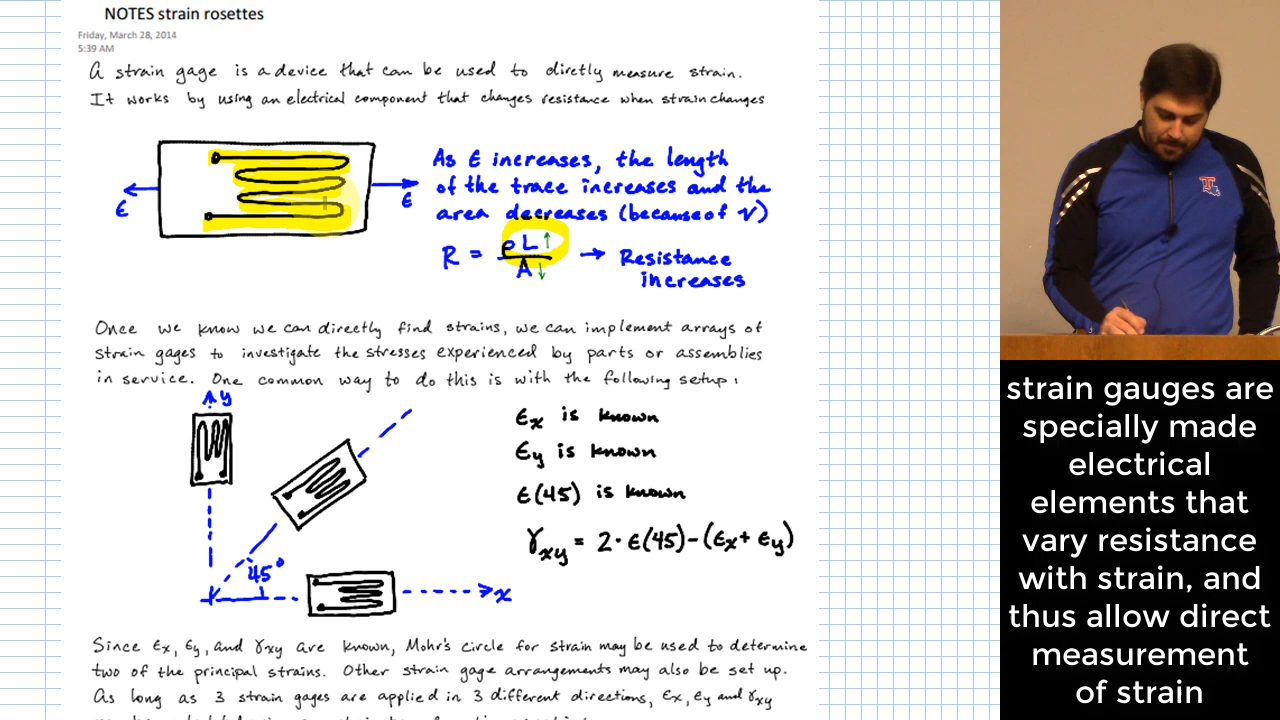 NOTES strain rosettes
Friday, March 28, 2014
5:39 AM
A strain gage is a device that can be used to dirctly measure strain.
It works by using an electrical component that changes resistance when strain changes
ϵ
ϵ
As ϵ increases, the length
of the trace increases and the
area decreases (because of ν)
R = ρL↑ / A↓ → Resistance
increases
Once we know we can directly find strains, we can implement arrays of
strain gages to investigate the stresses experienced by parts or assemblies
in service. One common way to do this is with the following setup:
y
45°
x
ϵx is known
ϵy is known
ϵ(45) is known
γxy = 2·ϵ(45)-(ϵx+ϵy)
Since ϵx, ϵy, and γxy are known, Mohr's circle for strain may be used to determine
two of the principal strains. Other strain gage arrangements may also be set up.
As long as 3 strain gages are applied in 3 different directions, ϵx, ϵy and γxy
strain gauges are
specially made
electrical
elements that
vary resistance
with strain, and
thus allow direct
measurement
of strain